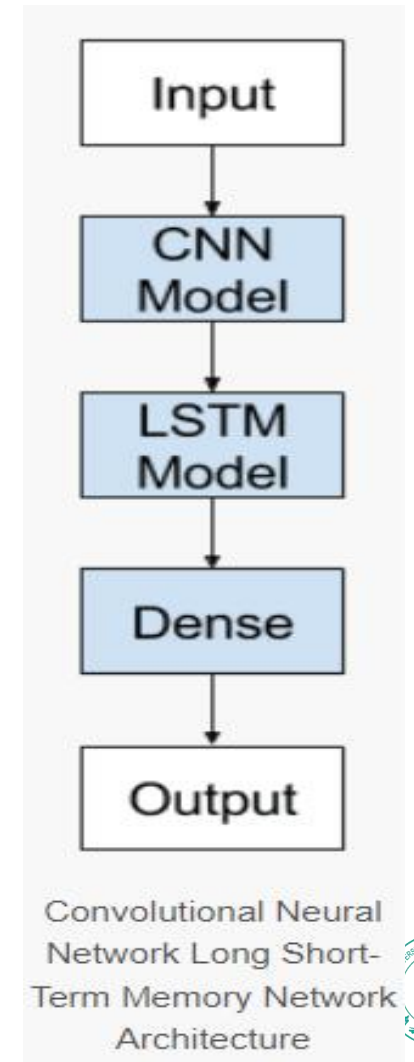 Input
CNN
Model
LSTM
Model
Dense
Output
Convolutional Neural
Network Long Short-
Term Memory Network
Architecture